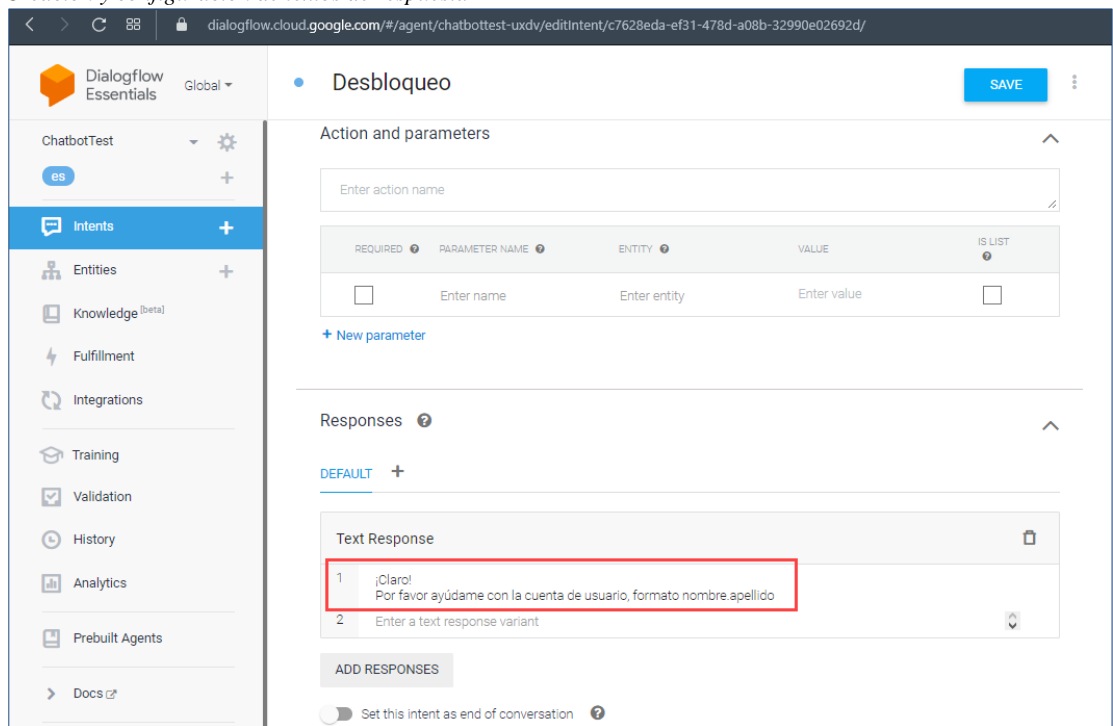 dialogflow.cloud.google.com/#/agent/chatbottest-uxdv/editIntent/c7628eda-ef31-478d-a08b-32990e02692d/
Dialogflow
Essentials
Global
Desbloqueo
SAVE
ChatbotTest
es
Intents
Entities
Knowledge [beta]
Fulfillment
Integrations
Training
Validation
History
Analytics
Prebuilt Agents
Docs
Action and parameters
Enter action name
REQUIRED PARAMETER NAME ENTITY VALUE IS LIST
Enter name Enter entity Enter value
+ New parameter
Responses
DEFAULT +
Text Response
1 ¡Claro!
Por favor ayúdame con la cuenta de usuario, formato nombre.apellido
2 Enter a text response variant
ADD RESPONSES
Set this intent as end of conversation